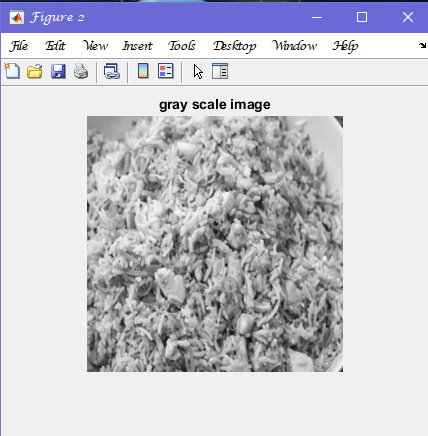 Figure 2
File Edit View Insert Tools Desktop Window Help
gray scale image